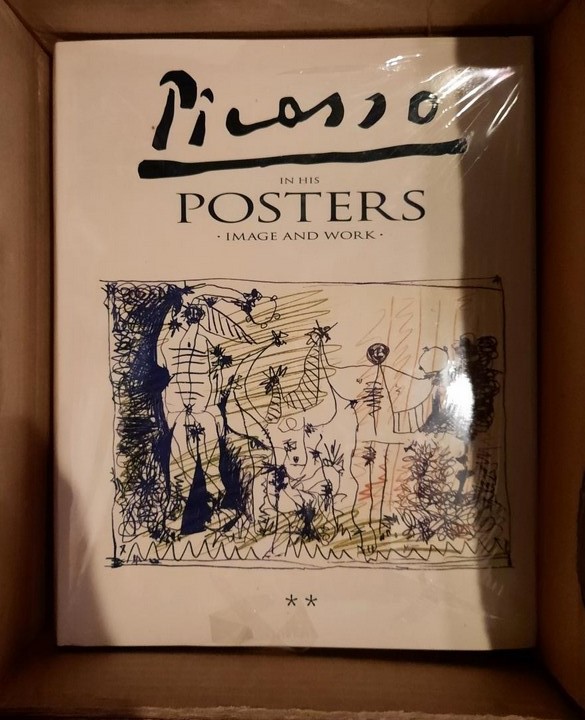 Picasso
IN HIS
POSTERS
· IMAGE AND WORK ·
**